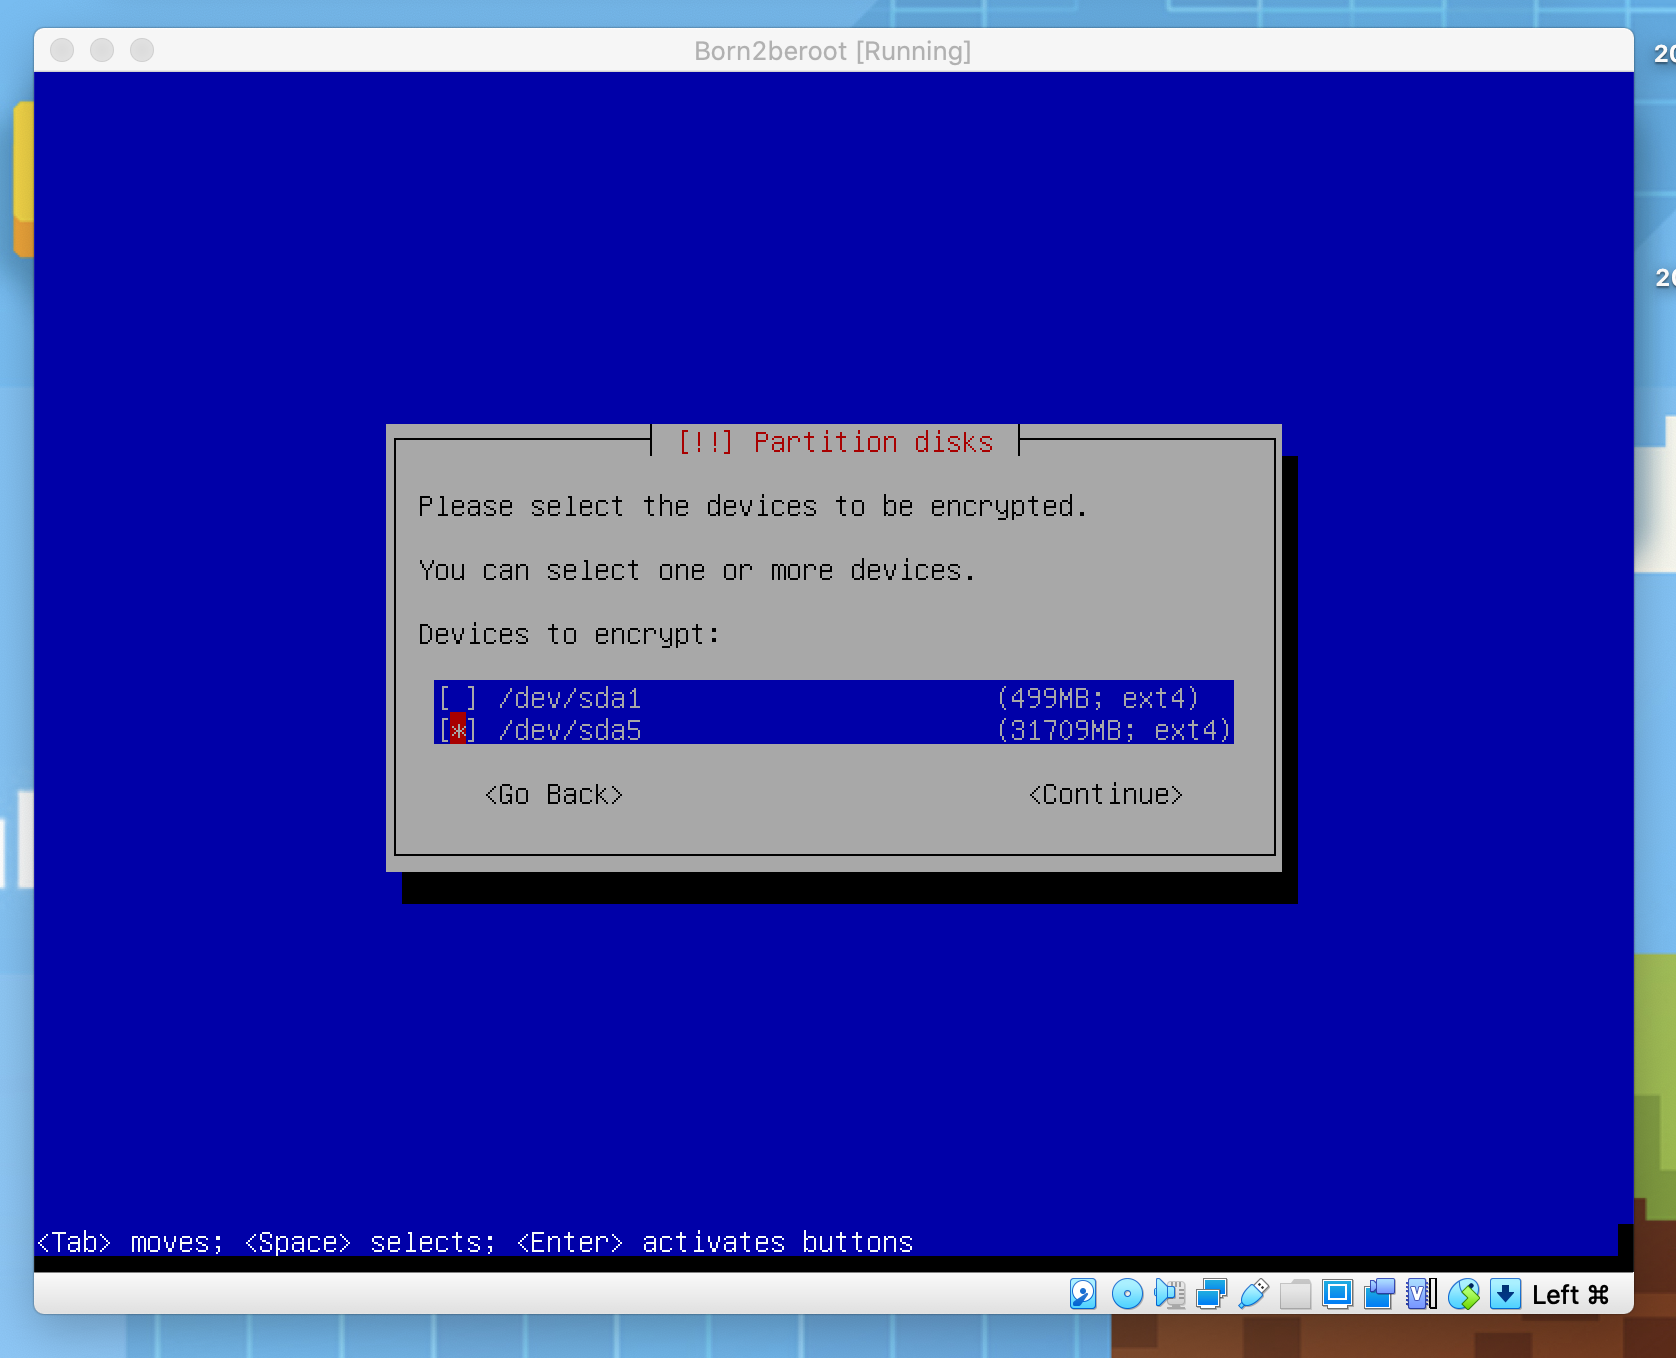 Born2beroot [Running]
[!!] Partition disks
Please select the devices to be encrypted.
You can select one or more devices.
Devices to encrypt:
[ ] /dev/sda1 (499MB; ext4)
[*] /dev/sda5 (31709MB; ext4)
<Go Back> <Continue>
<Tab> moves; <Space> selects; <Enter> activates buttons
Left ⌘